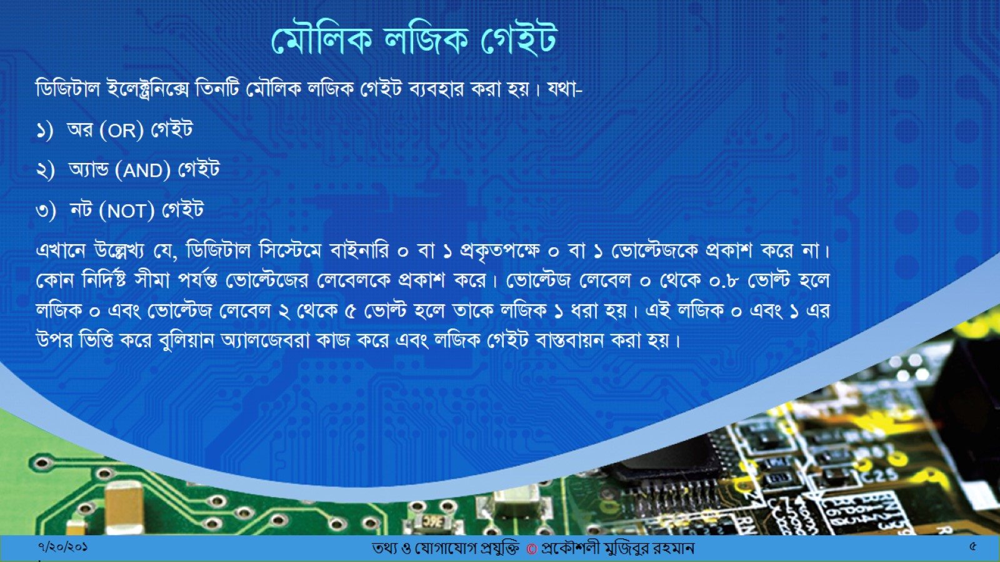 মৌলিক লজিক গেইট
ডিজিটাল ইলেক্ট্রনিক্সে তিনটি মৌলিক লজিক গেইট ব্যবহার করা হয়। যথা-
১) অর (OR) গেইট
২) অ্যান্ড (AND) গেইট
৩) নট (NOT) গেইট
এখানে উল্লেখ্য যে, ডিজিটাল সিস্টেমে বাইনারি ০ বা ১ প্রকৃতপক্ষে ০ বা ১ ভোল্টেজকে প্রকাশ করে না।
কোন নির্দিষ্ট সীমা পর্যন্ত ভোল্টেজের লেবেলকে প্রকাশ করে। ভোল্টেজ লেবেল ০ থেকে ০.৮ ভোল্ট হলে
লজিক ০ এবং ভোল্টেজ লেবেল ২ থেকে ৫ ভোল্ট হলে তাকে লজিক ১ ধরা হয়। এই লজিক ০ এবং ১ এর
উপর ভিত্তি করে বুলিয়ান অ্যালজেবরা কাজ করে এবং লজিক গেইট বাস্তবায়ন করা হয়।
C25
৭/২০/২০১
তথ্য ও যোগাযোগ প্রযুক্তি © প্রকৌশলী মুজিবুর রহমান
৫